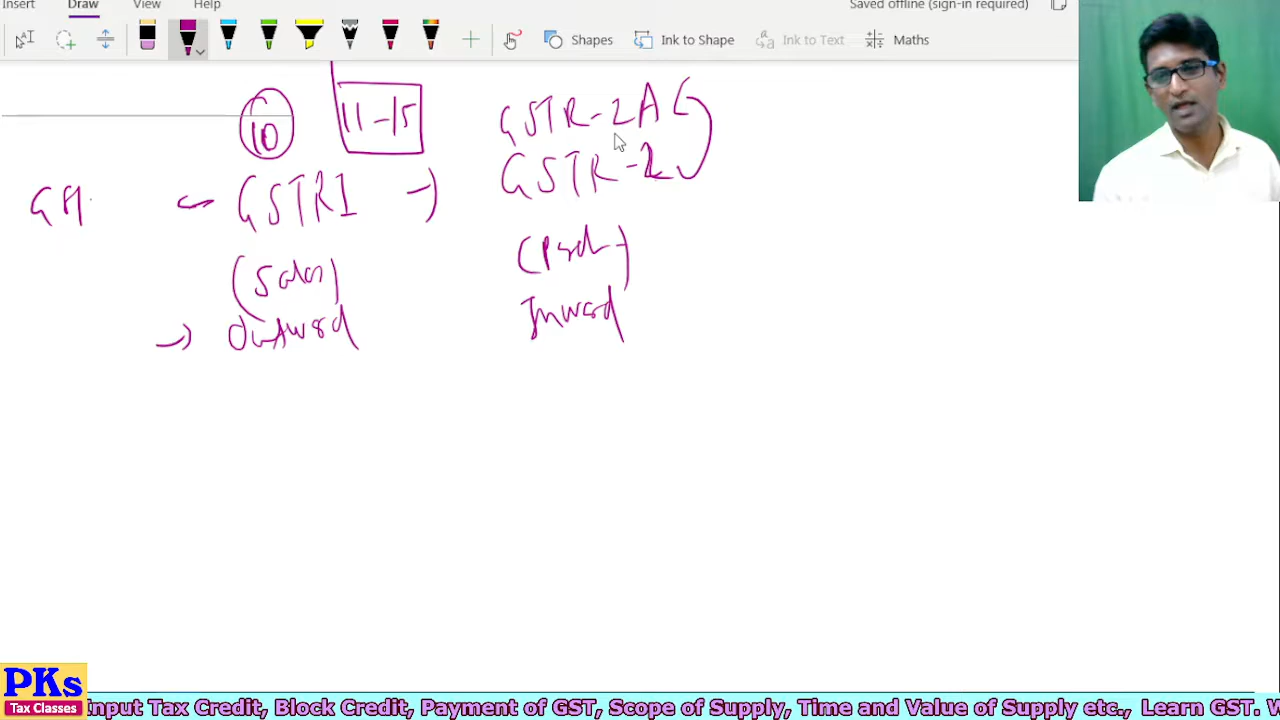 Insert Draw View Help Saved offline (sign-in required)
Shapes Ink to Shape Ink to Text Maths
10 11-15 GSTR-2A
GSTR-2
GSTR1
(Sales)
Outward Inward
PKs
Tax Classes
Input Tax Credit, Block Credit, Payment of GST, Scope of Supply, Time and Value of Supply etc., Learn GST. W